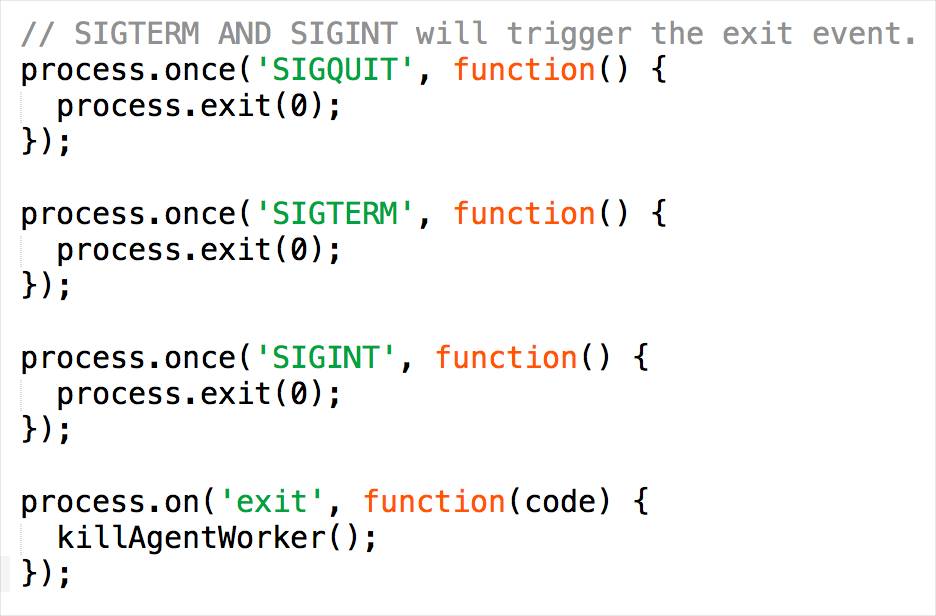 // SIGTERM AND SIGINT will trigger the exit event.
process.once('SIGQUIT', function() {
  process.exit(0);
});

process.once('SIGTERM', function() {
  process.exit(0);
});

process.once('SIGINT', function() {
  process.exit(0);
});

process.on('exit', function(code) {
  killAgentWorker();
});